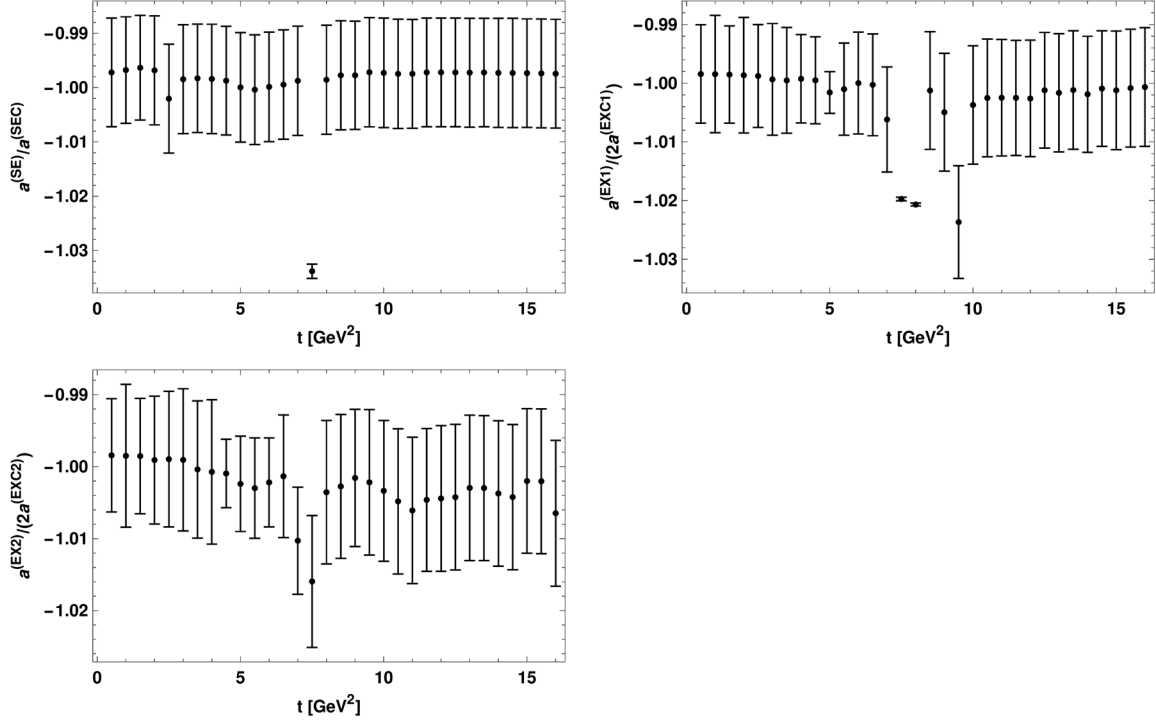 −0.99
−1.00
−1.01
−1.02
−1.03
a^(SE)/a^(SEC)
0 5 10 15
t [GeV²]
−0.99
−1.00
−1.01
−1.02
−1.03
a^(EX1)/(2a^(EXC1))
0 5 10 15
t [GeV²]
−0.99
−1.00
−1.01
−1.02
a^(EX2)/(2a^(EXC2))
0 5 10 15
t [GeV²]